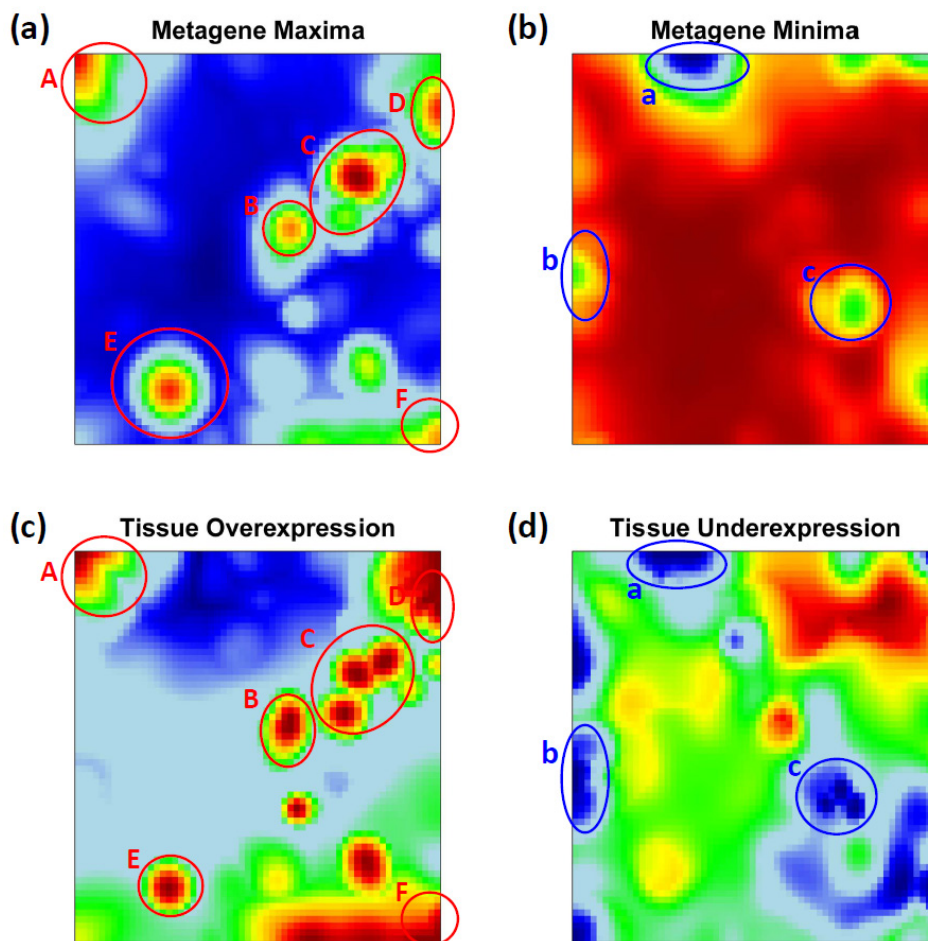 (a) Metagene Maxima
A
D
C
B
E
F
(b) Metagene Minima
a
b
c
(c) Tissue Overexpression
A
D
C
B
E
F
(d) Tissue Underexpression
a
b
c